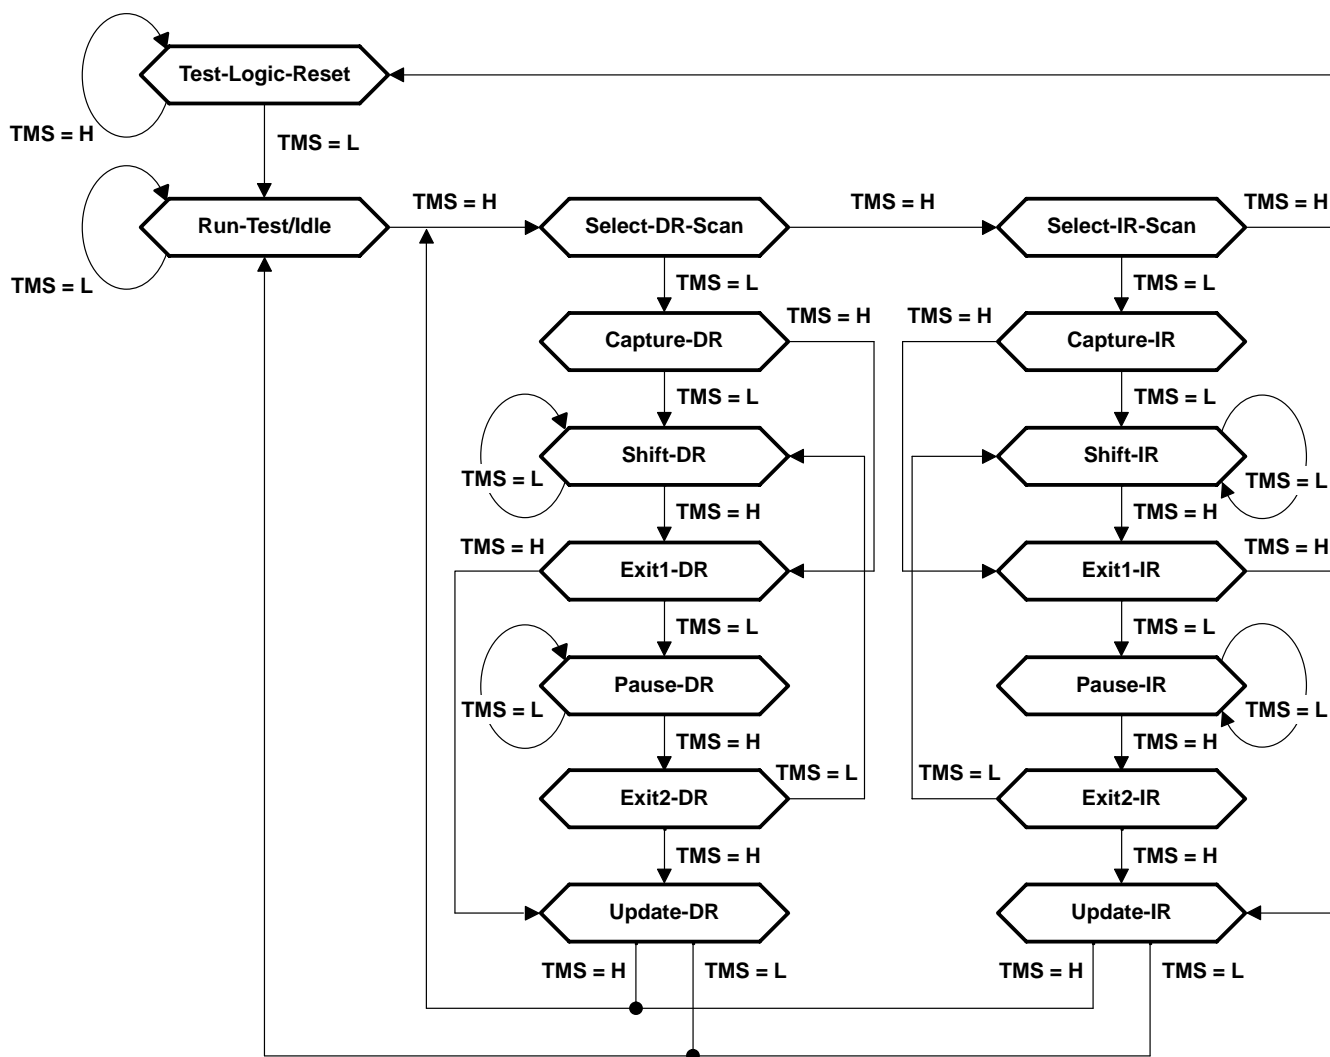 Test-Logic-Reset
TMS = H
TMS = L
TMS = H
TMS = H
TMS = H
Run-Test/Idle
Select-DR-Scan
Select-IR-Scan
TMS = L
TMS = L
TMS = L
TMS = H
TMS = H
Capture-DR
Capture-IR
TMS = L
TMS = L
Shift-DR
Shift-IR
TMS = L
TMS = L
TMS = H
TMS = H
TMS = H
TMS = H
Exit1-DR
Exit1-IR
TMS = L
TMS = L
Pause-DR
Pause-IR
TMS = L
TMS = L
TMS = H
TMS = H
TMS = L
TMS = L
Exit2-DR
Exit2-IR
TMS = H
TMS = H
Update-DR
Update-IR
TMS = H
TMS = L
TMS = H
TMS = L